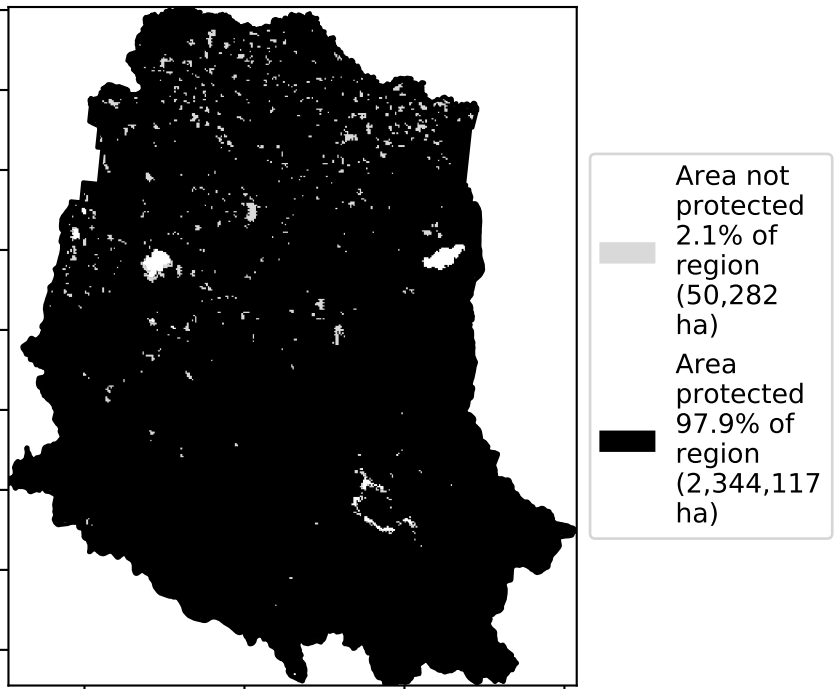 Area not
protected
2.1% of
region
(50,282
ha)
Area
protected
97.9% of
region
(2,344,117
ha)